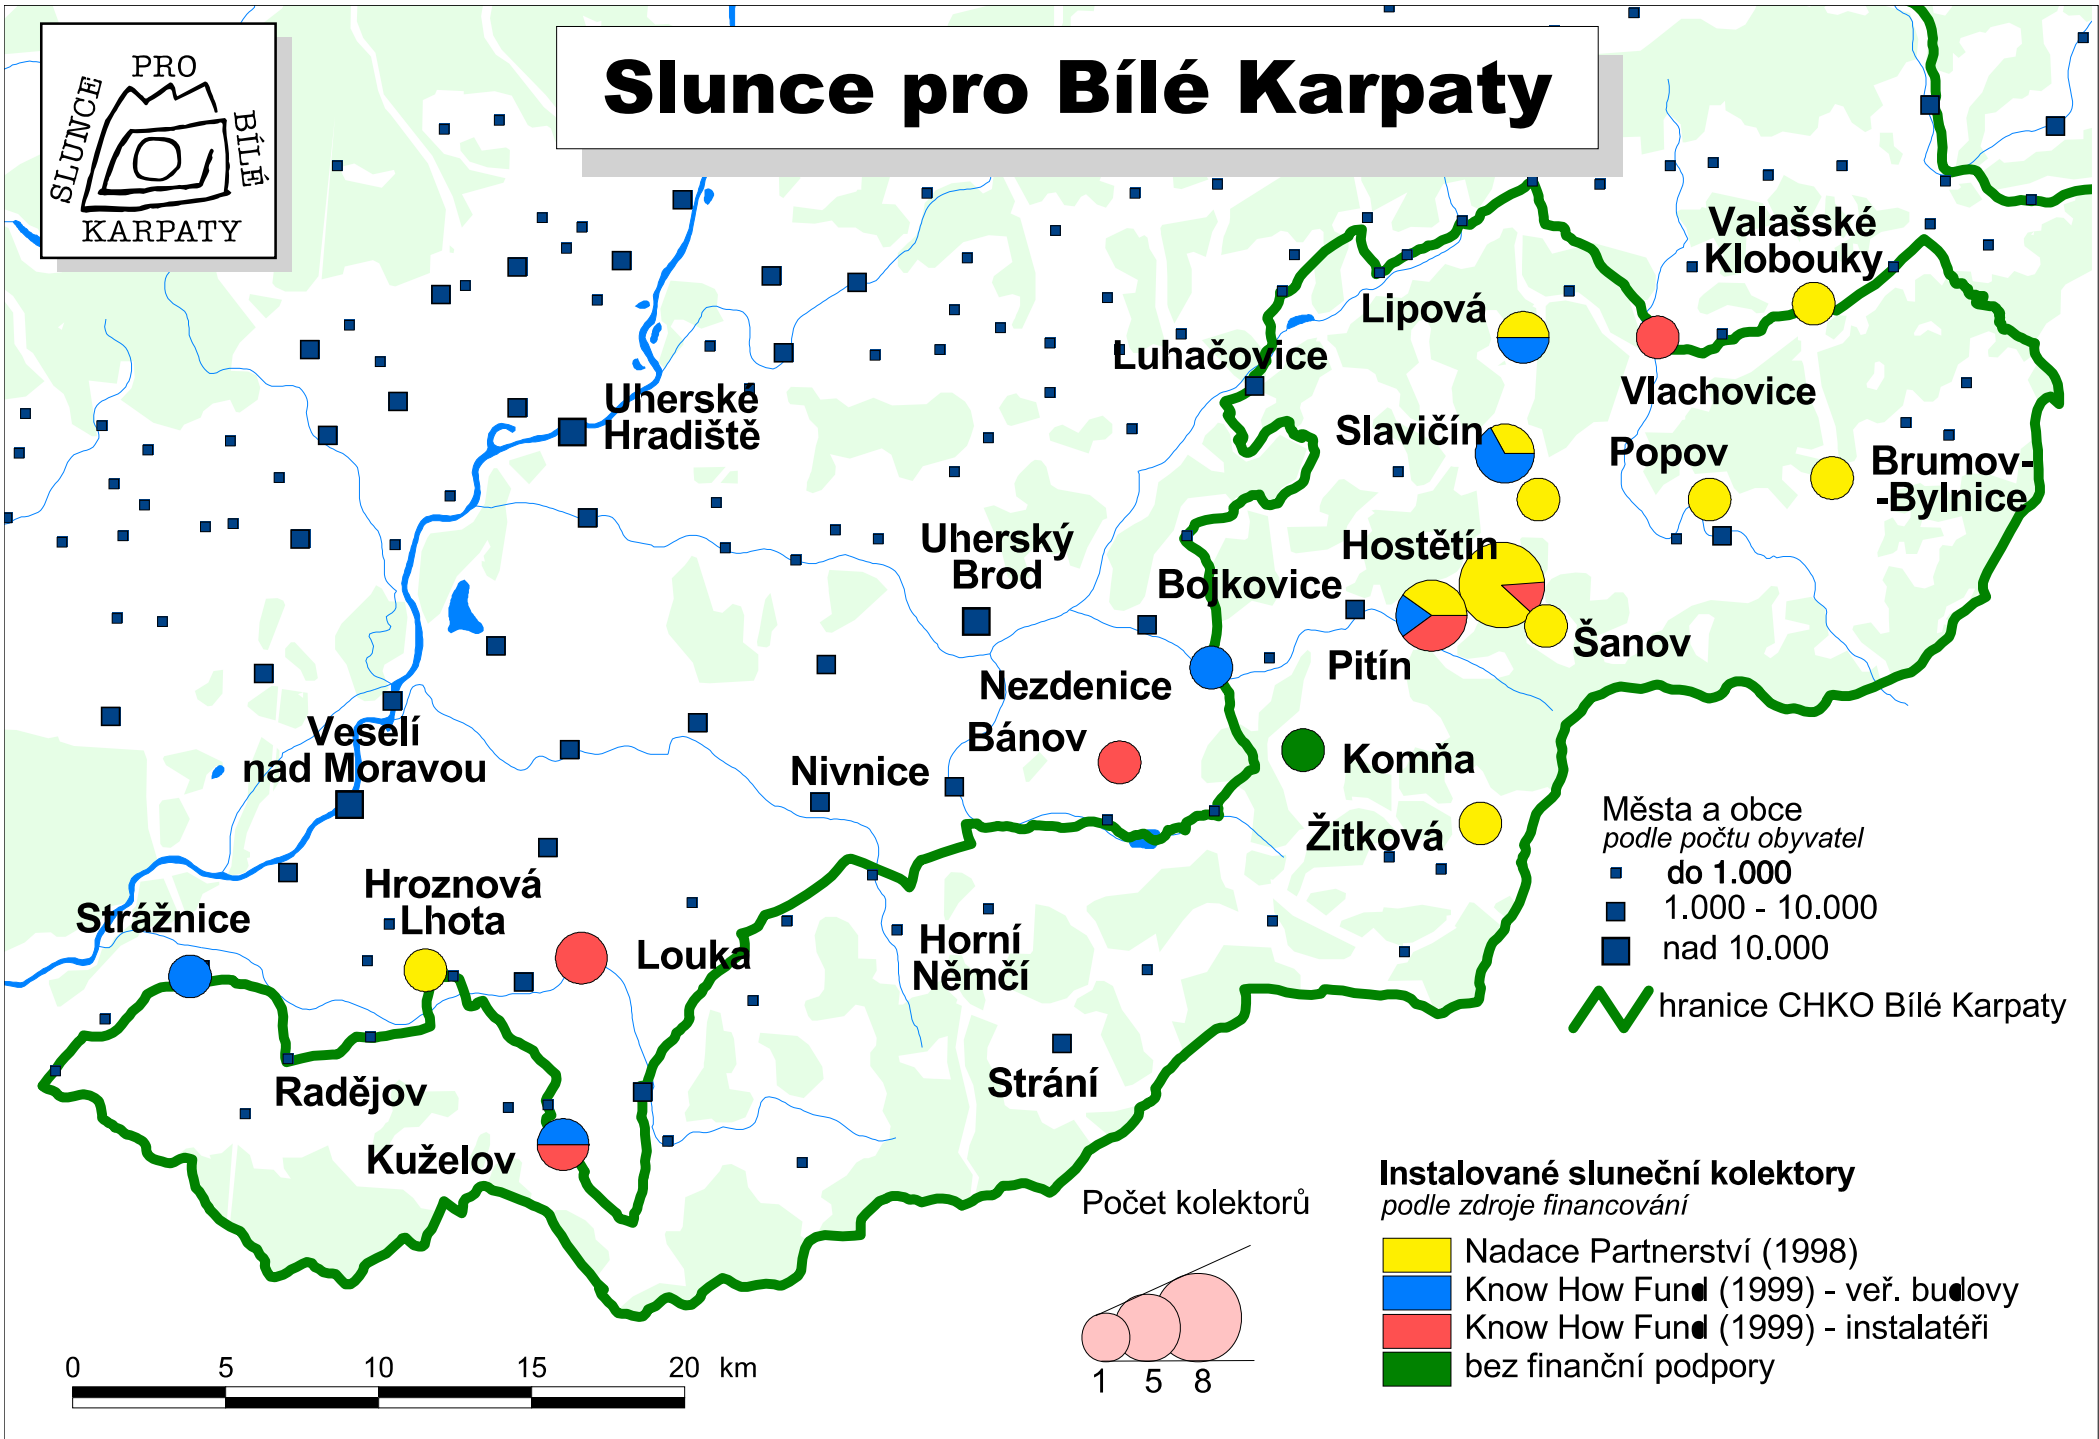 SLUNCE
PRO
BÍLÉ
KARPATY
Slunce pro Bílé Karpaty
Valašské
Klobouky
Lipová
Luhačovice
Vlachovice
Uherské
Hradiště
Slavičín
Popov
Brumov-
-Bylnice
Uherský
Brod
Hostětín
Bojkovice
Šanov
Pitín
Nezdenice
Bánov
Komňa
Veselí
nad Moravou
Nivnice
Žitková
Hroznová
Lhota
Strážnice
Louka
Horní
Němčí
Radějov
Strání
Kuželov
Města a obce
podle počtu obyvatel
do 1.000
1.000 - 10.000
nad 10.000
hranice CHKO Bílé Karpaty
Počet kolektorů
1 5 8
Instalované sluneční kolektory
podle zdroje financování
Nadace Partnerství (1998)
Know How Fund (1999) - veř. budovy
Know How Fund (1999) - instalatéři
bez finanční podpory
0 5 10 15 20 km